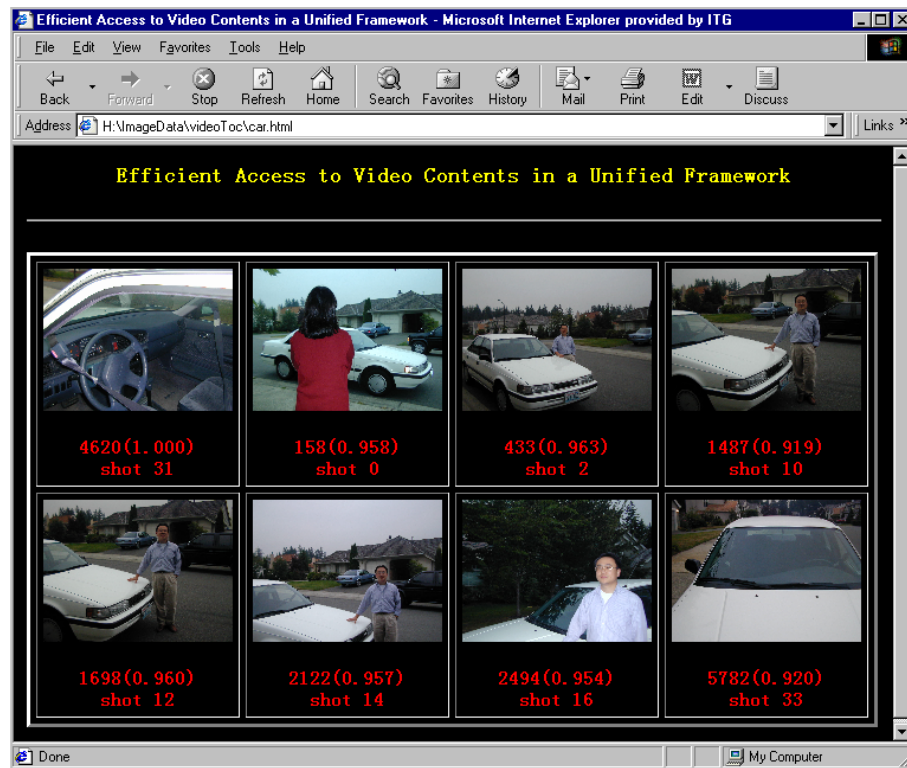 Efficient Access to Video Contents in a Unified Framework - Microsoft Internet Explorer provided by ITG
File Edit View Favorites Tools Help
Back Forward Stop Refresh Home Search Favorites History Mail Print Edit Discuss
Address H:\ImageData\videoToc\car.html Links »
Efficient Access to Video Contents in a Unified Framework
4620(1.000) 158(0.958) 433(0.963) 1487(0.919)
shot 31 shot 0 shot 2 shot 10
1698(0.960) 2122(0.957) 2494(0.954) 5782(0.920)
shot 12 shot 14 shot 16 shot 33
Done My Computer